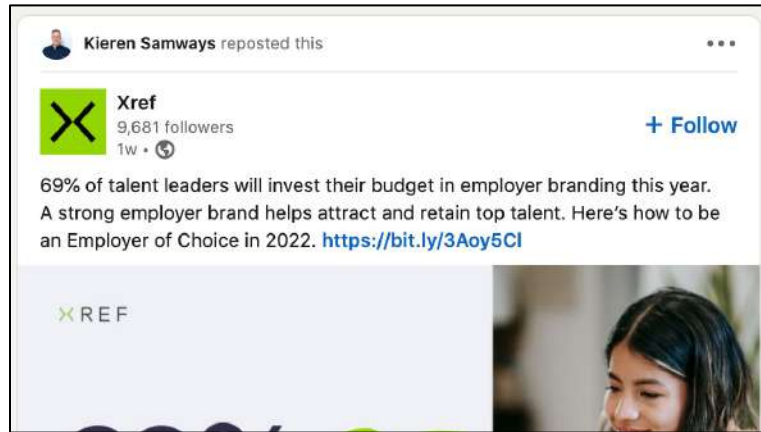 Kieren Samways reposted this
Xref
9,681 followers
+ Follow
1w •
69% of talent leaders will invest their budget in employer branding this year.
A strong employer brand helps attract and retain top talent. Here's how to be
an Employer of Choice in 2022. https://bit.ly/3Aoy5Cl
XREF